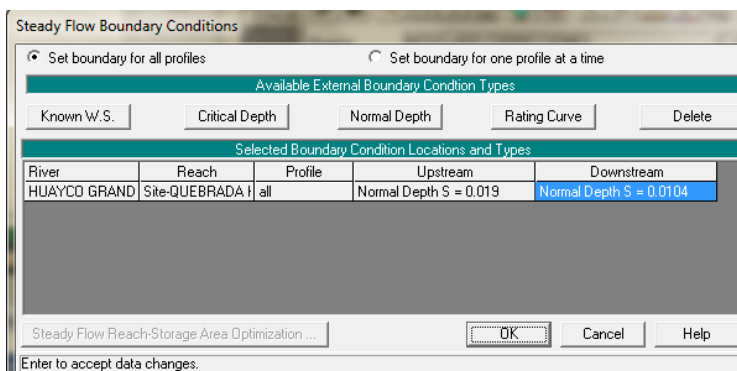 Steady Flow Boundary Conditions
Set boundary for all profiles Set boundary for one profile at a time
Available External Boundary Condtion Types
Known W.S. Critical Depth Normal Depth Rating Curve Delete
Selected Boundary Condition Locations and Types
River Reach Profile Upstream Downstream
HUAYCO GRAND Site-QUEBRADA all Normal Depth S = 0.019 Normal Depth S = 0.0104
Steady Flow Reach-Storage Area Optimization ... OK Cancel Help
Enter to accept data changes.